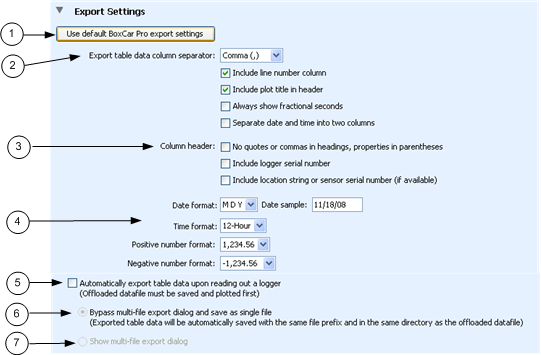 Export Settings
1
Use default BoxCar Pro export settings
2
Export table data column separator: Comma (,)
Include line number column
Include plot title in header
Always show fractional seconds
Separate date and time into two columns
3
Column header: No quotes or commas in headings, properties in parentheses
Include logger serial number
Include location string or sensor serial number (if available)
4
Date format: M D Y Date sample: 11/18/08
Time format: 12-Hour
Positive number format: 1,234.56
Negative number format: -1,234.56
5
Automatically export table data upon reading out a logger
(Offloaded datafile must be saved and plotted first)
6
Bypass multi-file export dialog and save as single file
(Exported table data will be automatically saved with the same file prefix and in the same directory as the offloaded datafile)
7
Show multi-file export dialog